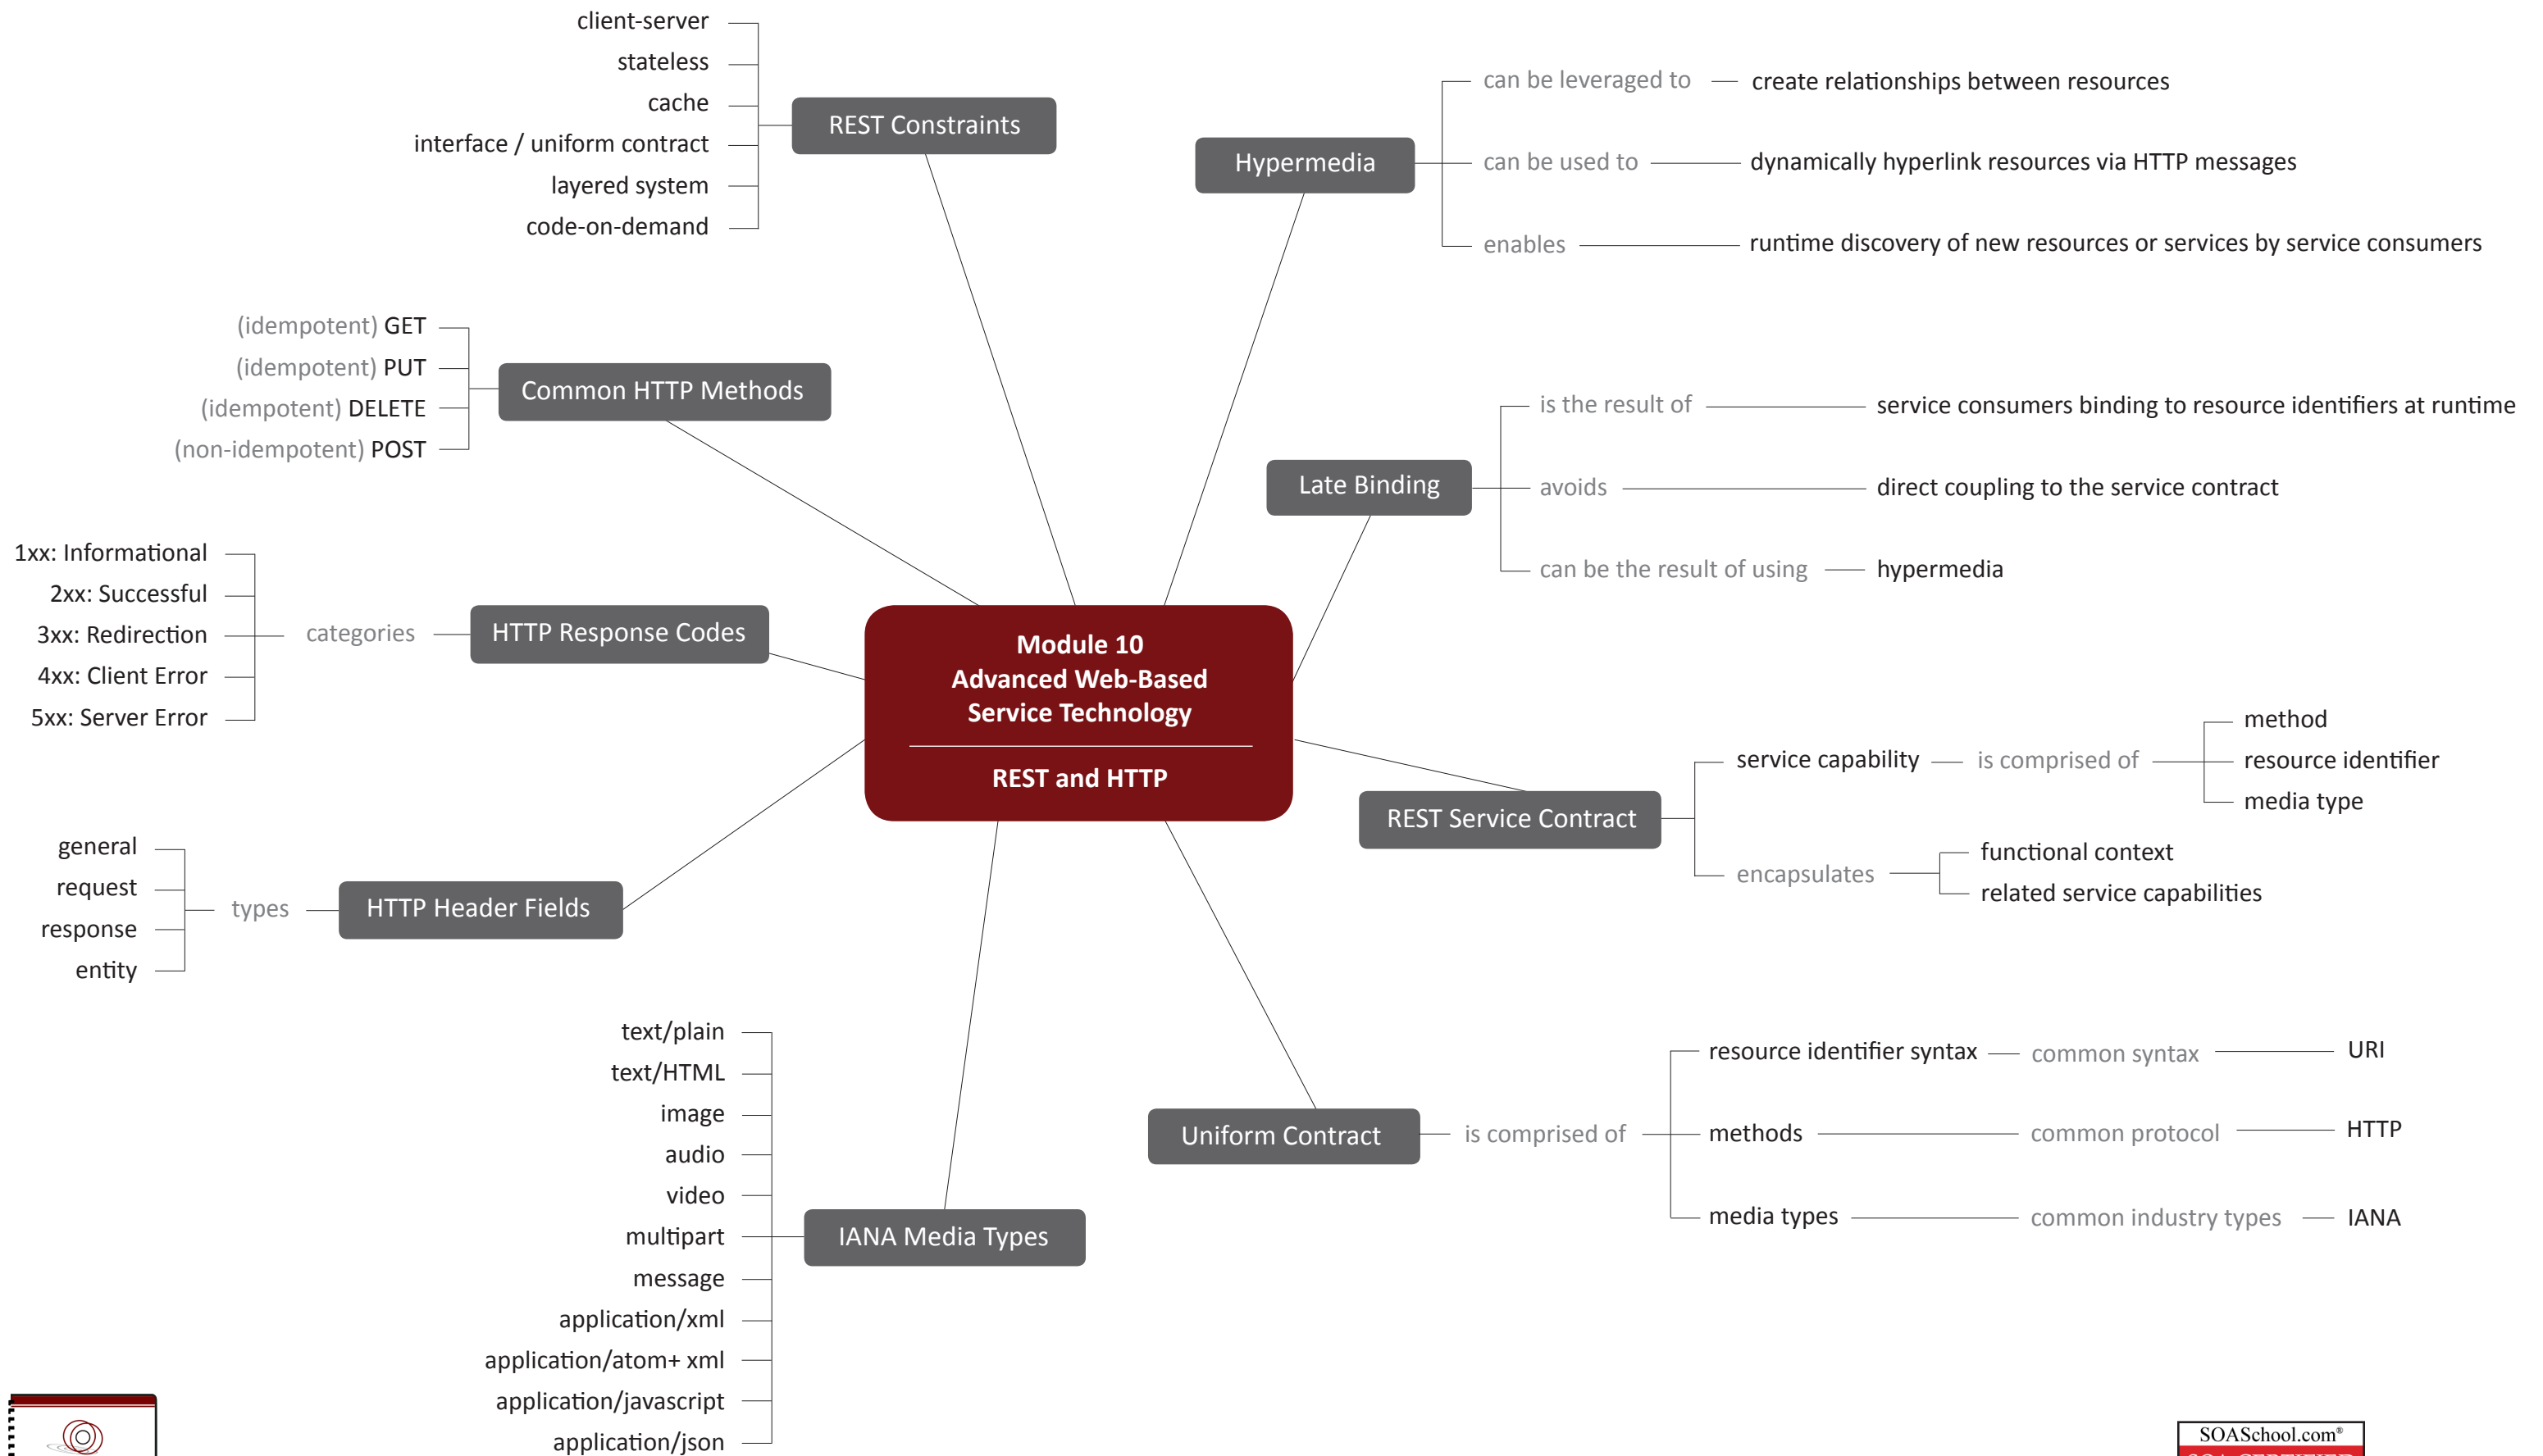 client-server
stateless
cache
interface / uniform contract
layered system
code-on-demand
REST Constraints
Hypermedia
can be leveraged to
create relationships between resources
can be used to
dynamically hyperlink resources via HTTP messages
enables
runtime discovery of new resources or services by service consumers
(idempotent) GET
(idempotent) PUT
(idempotent) DELETE
(non-idempotent) POST
Common HTTP Methods
Late Binding
is the result of
service consumers binding to resource identifiers at runtime
avoids
direct coupling to the service contract
can be the result of using
hypermedia
1xx: Informational
2xx: Successful
3xx: Redirection
4xx: Client Error
5xx: Server Error
categories
HTTP Response Codes
Module 10
Advanced Web-Based
Service Technology
REST and HTTP
REST Service Contract
service capability
is comprised of
method
resource identifier
media type
encapsulates
functional context
related service capabilities
general
request
response
entity
types
HTTP Header Fields
text/plain
text/HTML
image
audio
video
multipart
message
application/xml
application/atom+ xml
application/javascript
application/json
IANA Media Types
Uniform Contract
is comprised of
resource identifier syntax
common syntax
URI
methods
common protocol
HTTP
media types
common industry types
IANA
SOASchool.com®
SOA CERTIFIED